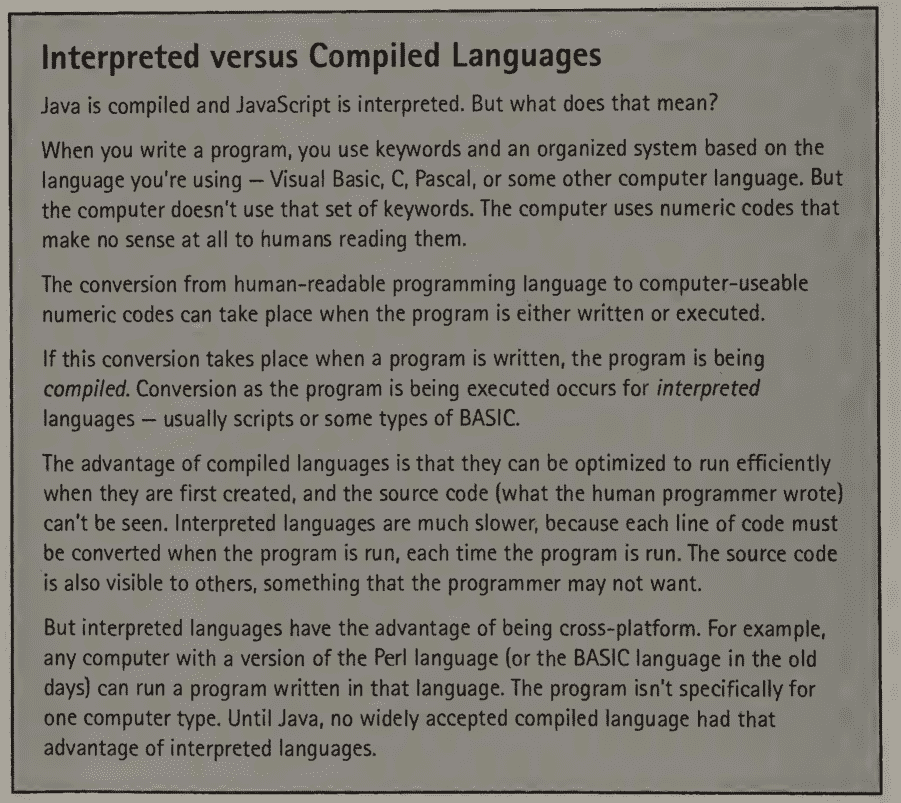 Interpreted versus Compiled Languages
Java is compiled and JavaScript is interpreted. But what does that mean?
When you write a program, you use keywords and an organized system based on the
language you're using — Visual Basic, C, Pascal, or some other computer language. But
the computer doesn't use that set of keywords. The computer uses numeric codes that
make no sense at all to humans reading them.
The conversion from human-readable programming language to computer-useable
numeric codes can take place when the program is either written or executed.
If this conversion takes place when a program is written, the program is being
compiled. Conversion as the program is being executed occurs for interpreted
languages — usually scripts or some types of BASIC.
The advantage of compiled languages is that they can be optimized to run efficiently
when they are first created, and the source code (what the human programmer wrote)
can't be seen. Interpreted languages are much slower, because each line of code must
be converted when the program is run, each time the program is run. The source code
is also visible to others, something that the programmer may not want.
But interpreted languages have the advantage of being cross-platform. For example,
any computer with a version of the Perl language (or the BASIC language in the old
days) can run a program written in that language. The program isn't specifically for
one computer type. Until Java, no widely accepted compiled language had that
advantage of interpreted languages.